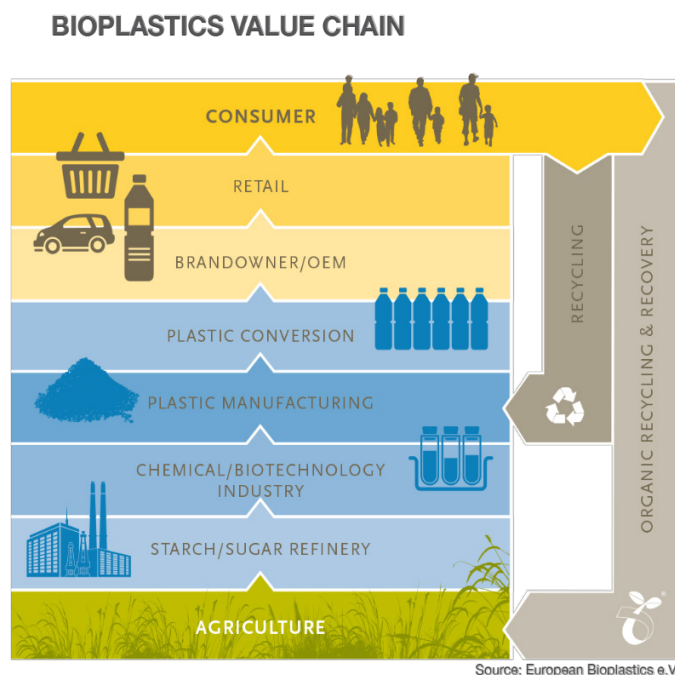 BIOPLASTICS VALUE CHAIN
CONSUMER
RETAIL
BRANDOWNER/OEM
PLASTIC CONVERSION
PLASTIC MANUFACTURING
CHEMICAL/BIOTECHNOLOGY
INDUSTRY
STARCH/SUGAR REFINERY
AGRICULTURE
RECYCLING
ORGANIC RECYCLING & RECOVERY
®
Source: European Bioplastics e.V